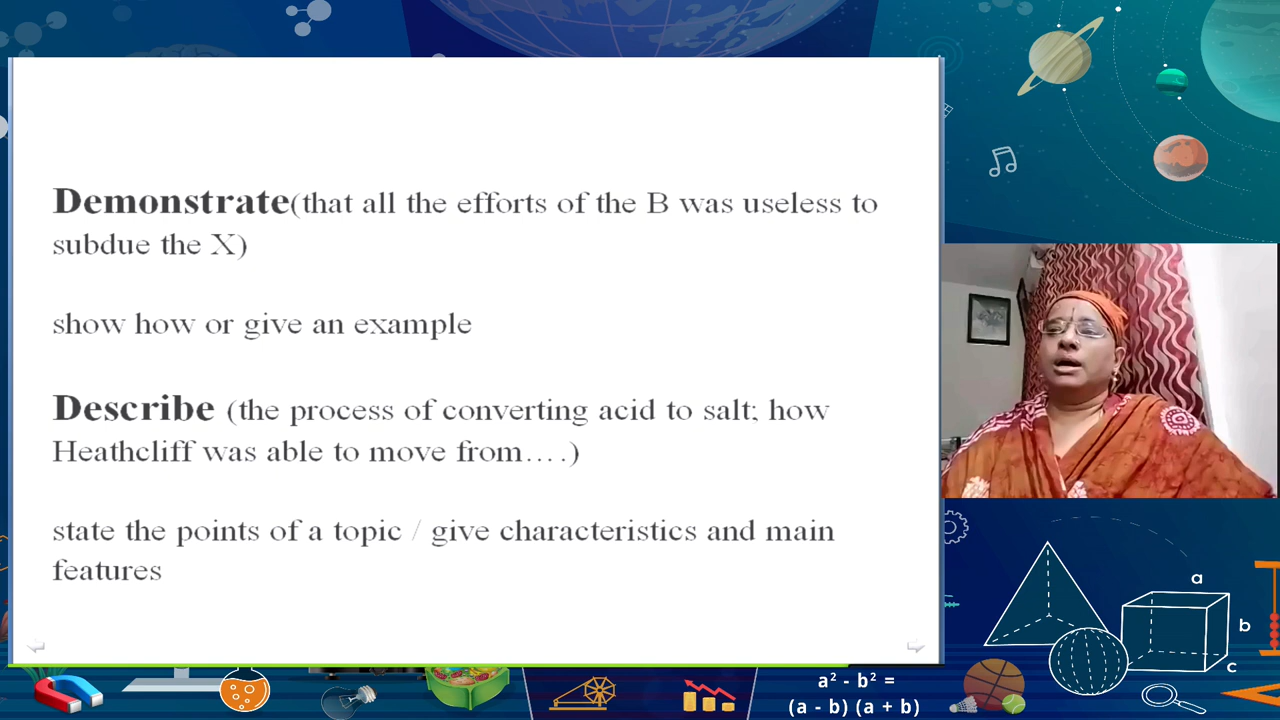 Demonstrate(that all the efforts of the B was useless to
subdue the X)
show how or give an example
Describe (the process of converting acid to salt; how
Heathcliff was able to move from….)
state the points of a topic / give characteristics and main
features
a
b
c
a² - b² =
(a - b) (a + b)